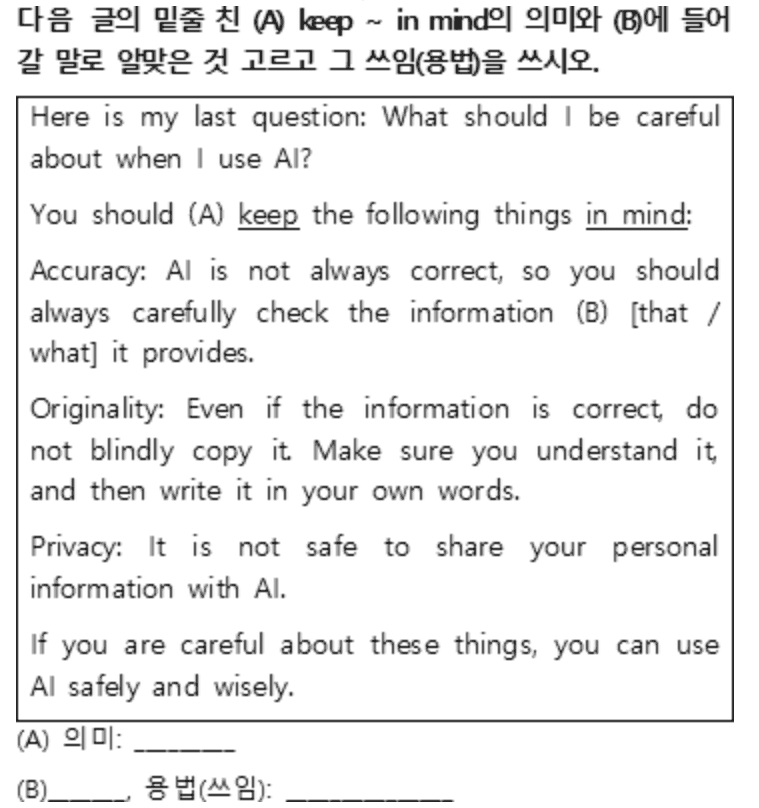 다음 글의 밑줄 친 (A) keep ~ in mind의 의미와 (B)에 들어
갈 말로 알맞은 것 고르고 그 쓰임(용법)을 쓰시오.
Here is my last question: What should I be careful
about when I use AI?
You should (A) keep the following things in mind:
Accuracy: AI is not always correct, so you should
always carefully check the information (B) [that /
what] it provides.
Originality: Even if the information is correct, do
not blindly copy it. Make sure you understand it,
and then write it in your own words.
Privacy: It is not safe to share your personal
information with AI.
If you are careful about these things, you can use
AI safely and wisely.
(A) 의미: _________
(B)_______, 용법(쓰임): _______________